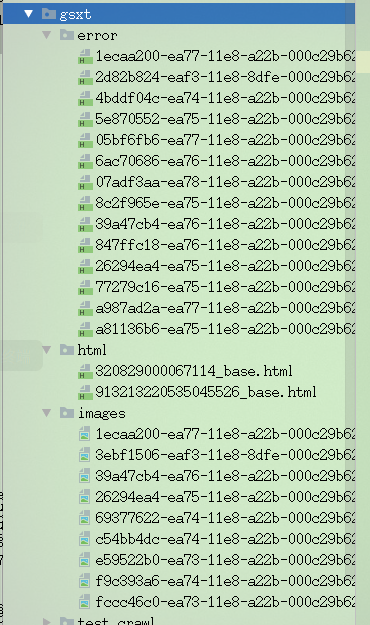 gsxt
error
1ecaa200-ea77-11e8-a22b-000c29b62
2d82b824-eaf3-11e8-8dfe-000c29b62
4bddf04c-ea74-11e8-a22b-000c29b62
5e870552-ea75-11e8-a22b-000c29b62
05bf6fb6-ea77-11e8-a22b-000c29b62
6ac70686-ea76-11e8-a22b-000c29b62
07adf3aa-ea78-11e8-a22b-000c29b62
8c2f965e-ea75-11e8-a22b-000c29b62
39a47cb4-ea76-11e8-a22b-000c29b62
847ffc18-ea76-11e8-a22b-000c29b62
26294ea4-ea75-11e8-a22b-000c29b62
77279c16-ea75-11e8-a22b-000c29b62
a987ad2a-ea77-11e8-a22b-000c29b62
a81136b6-ea75-11e8-a22b-000c29b62
html
320829000067114_base.html
913213220535045526_base.html
images
1ecaa200-ea77-11e8-a22b-000c29b62
3ebf1506-eaf3-11e8-8dfe-000c29b62
39a47cb4-ea76-11e8-a22b-000c29b62
26294ea4-ea75-11e8-a22b-000c29b62
69377622-ea74-11e8-a22b-000c29b62
c54bb4dc-ea74-11e8-a22b-000c29b62
e59522b0-ea73-11e8-a22b-000c29b62
f9c393a6-ea74-11e8-a22b-000c29b62
fccc46c0-ea73-11e8-a22b-000c29b62
test_crawl